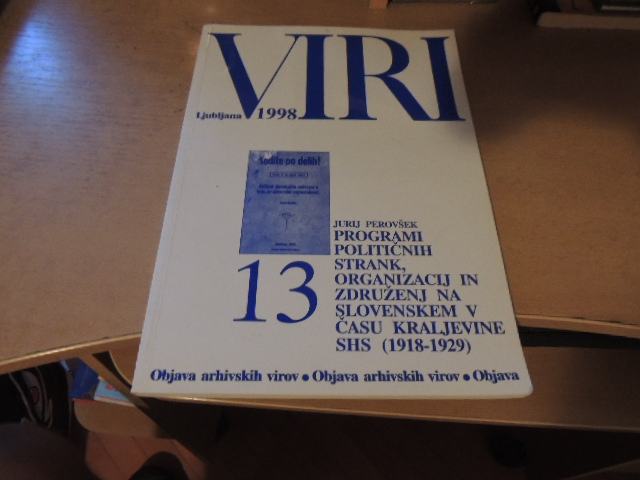 VIRI
Ljubljana 1998
Sodite po delih!
JURIJ PEROVŠEK
PROGRAMI
POLITIČNIH
STRANK,
ORGANIZACIJ IN
ZDRUŽENJ NA
SLOVENSKEM V
ČASU KRALJEVINE
SHS (1918-1929)
13
Objava arhivskih virov • Objava arhivskih virov • Objava